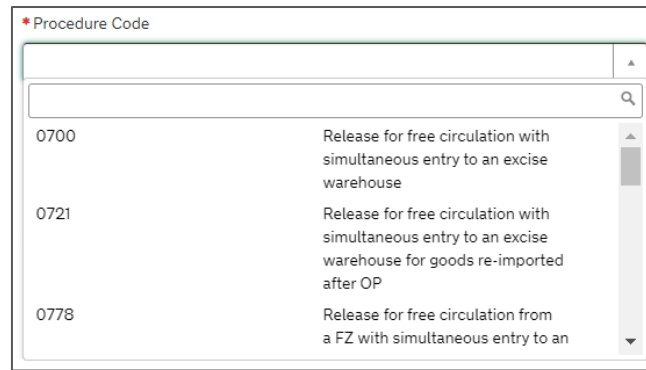 * Procedure Code
0700 Release for free circulation with
simultaneous entry to an excise
warehouse
0721 Release for free circulation with
simultaneous entry to an excise
warehouse for goods re-imported
after OP
0778 Release for free circulation from
a FZ with simultaneous entry to an